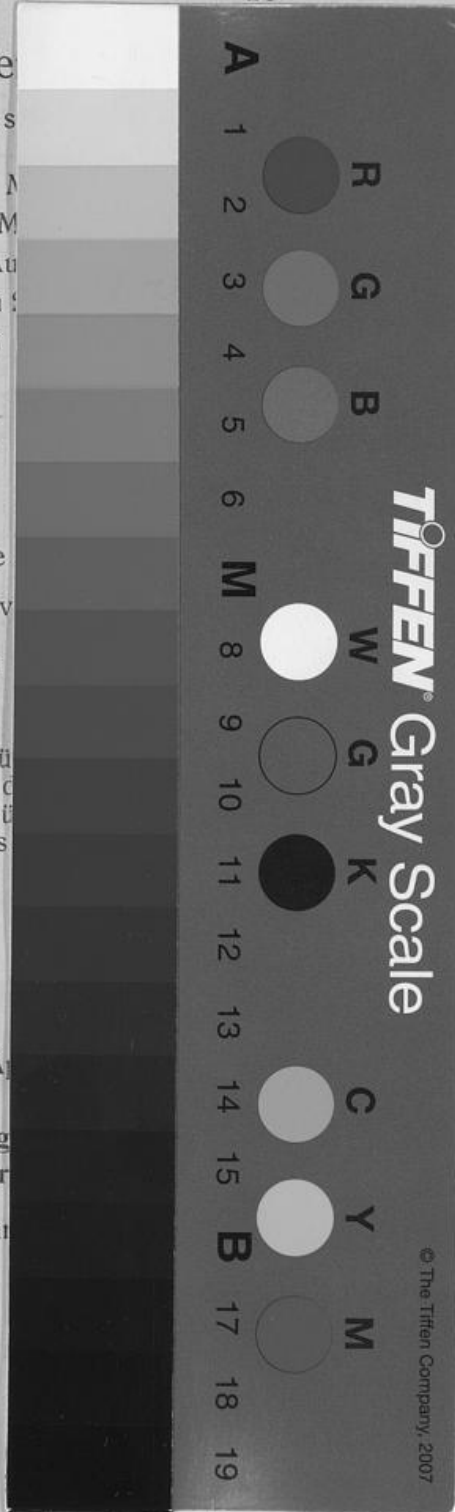 TIFFEN® Gray Scale
© The Tiffen Company, 2007
R G B W G K C Y M
A 1 2 3 4 5 6 M 8 9 10 11 12 13 14 15 B 17 18 19